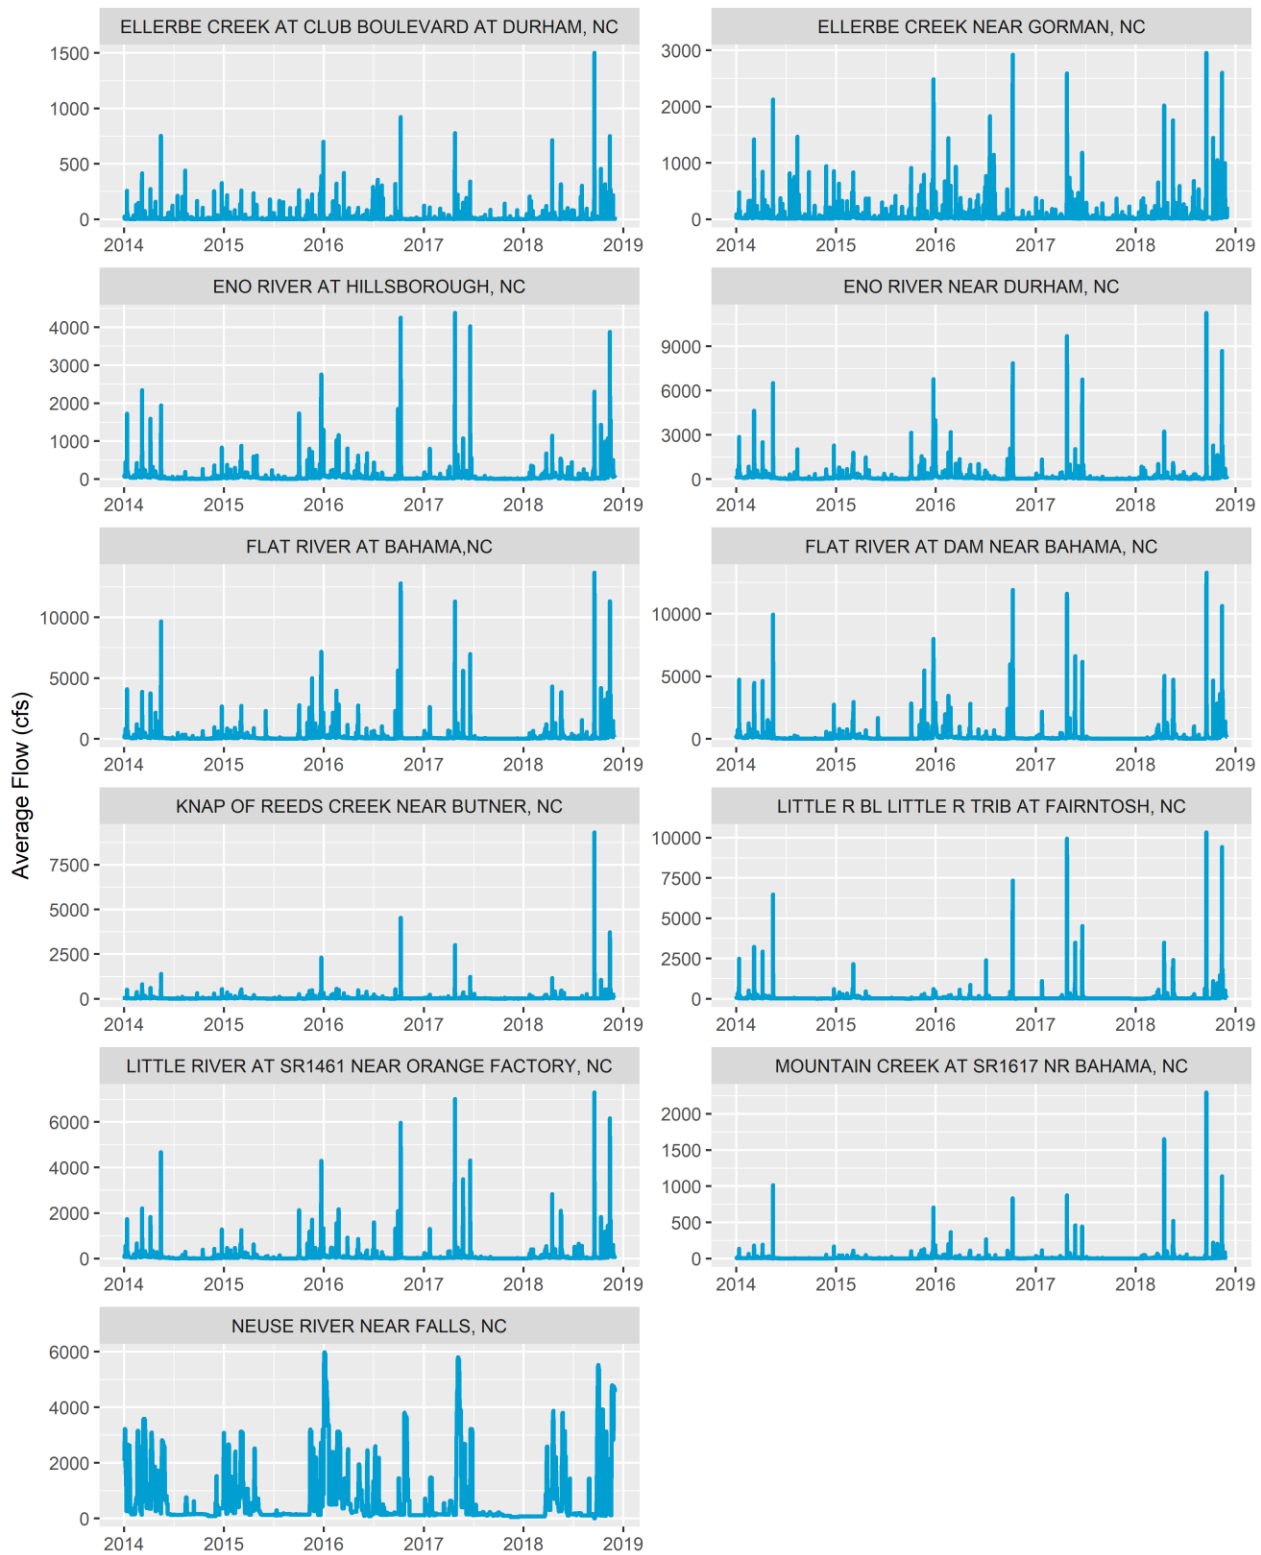 ELLERBE CREEK AT CLUB BOULEVARD AT DURHAM, NC
1500
1000
500
0
2014 2015 2016 2017 2018 2019
ELLERBE CREEK NEAR GORMAN, NC
3000
2000
1000
0
2014 2015 2016 2017 2018 2019
ENO RIVER AT HILLSBOROUGH, NC
4000
3000
2000
1000
0
2014 2015 2016 2017 2018 2019
ENO RIVER NEAR DURHAM, NC
9000
6000
3000
0
2014 2015 2016 2017 2018 2019
FLAT RIVER AT BAHAMA,NC
10000
5000
0
2014 2015 2016 2017 2018 2019
FLAT RIVER AT DAM NEAR BAHAMA, NC
10000
5000
0
2014 2015 2016 2017 2018 2019
Average Flow (cfs)
KNAP OF REEDS CREEK NEAR BUTNER, NC
7500
5000
2500
0
2014 2015 2016 2017 2018 2019
LITTLE R BL LITTLE R TRIB AT FAIRNTOSH, NC
10000
7500
5000
2500
0
2014 2015 2016 2017 2018 2019
LITTLE RIVER AT SR1461 NEAR ORANGE FACTORY, NC
6000
4000
2000
0
2014 2015 2016 2017 2018 2019
MOUNTAIN CREEK AT SR1617 NR BAHAMA, NC
2000
1500
1000
500
0
2014 2015 2016 2017 2018 2019
NEUSE RIVER NEAR FALLS, NC
6000
4000
2000
0
2014 2015 2016 2017 2018 2019